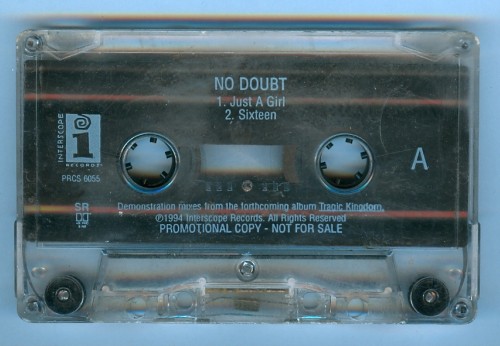 NO DOUBT
1. Just A Girl
2. Sixteen
INTERSCOPE
RECORDS
PRCS 6055
A
SR
Demonstration mixes from the forthcoming album Tragic Kingdom,
©1994 Interscope Records. All Rights Reserved
PROMOTIONAL COPY - NOT FOR SALE